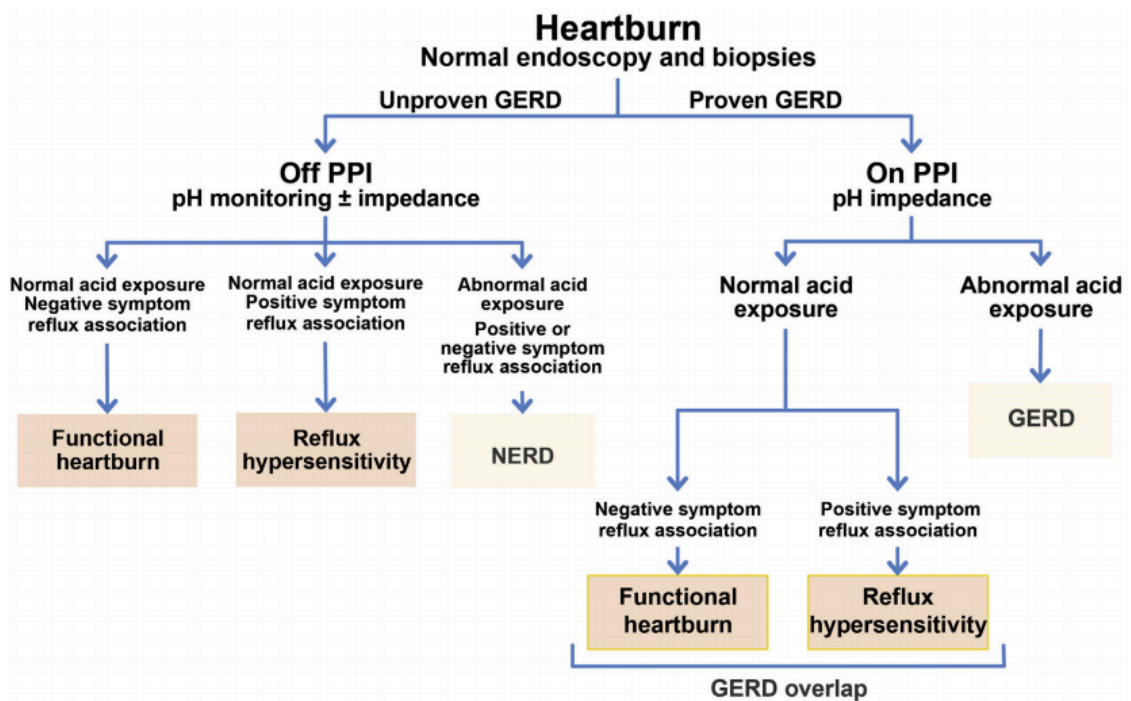 Heartburn
Normal endoscopy and biopsies
Unproven GERD
Proven GERD
Off PPI
pH monitoring ± impedance
On PPI
pH impedance
Normal acid exposure
Negative symptom
reflux association
Normal acid exposure
Positive symptom
reflux association
Abnormal acid
exposure
Positive or
negative symptom
reflux association
Normal acid
exposure
Abnormal acid
exposure
Functional
heartburn
Reflux
hypersensitivity
NERD
GERD
Negative symptom
reflux association
Positive symptom
reflux association
Functional
heartburn
Reflux
hypersensitivity
GERD overlap